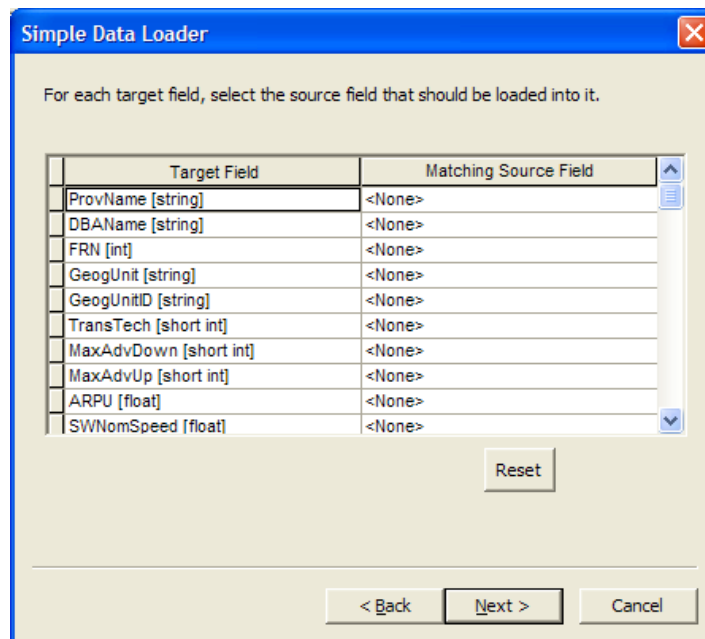 Simple Data Loader
For each target field, select the source field that should be loaded into it.
Target Field Matching Source Field
ProvName [string] <None>
DBAName [string] <None>
FRN [int] <None>
GeogUnit [string] <None>
GeogUnitID [string] <None>
TransTech [short int] <None>
MaxAdvDown [short int] <None>
MaxAdvUp [short int] <None>
ARPU [float] <None>
SWNomSpeed [float] <None>
Reset
< Back Next > Cancel